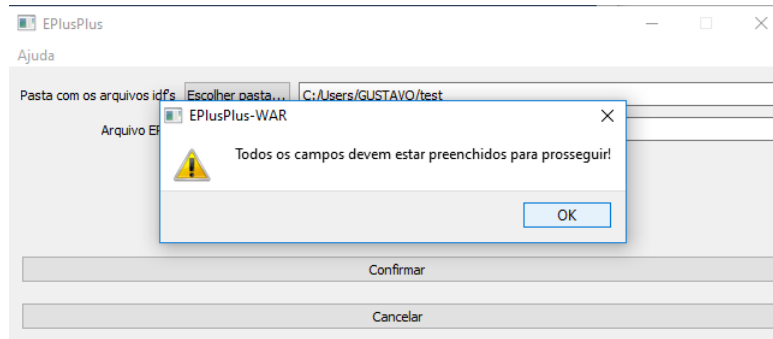 EPlusPlus
Ajuda
Pasta com os arquivos idf's Escolher pasta... C:/Users/GUSTAVO/test
EPlusPlus-WAR
Arquivo
Todos os campos devem estar preenchidos para prosseguir!
OK
Confirmar
Cancelar